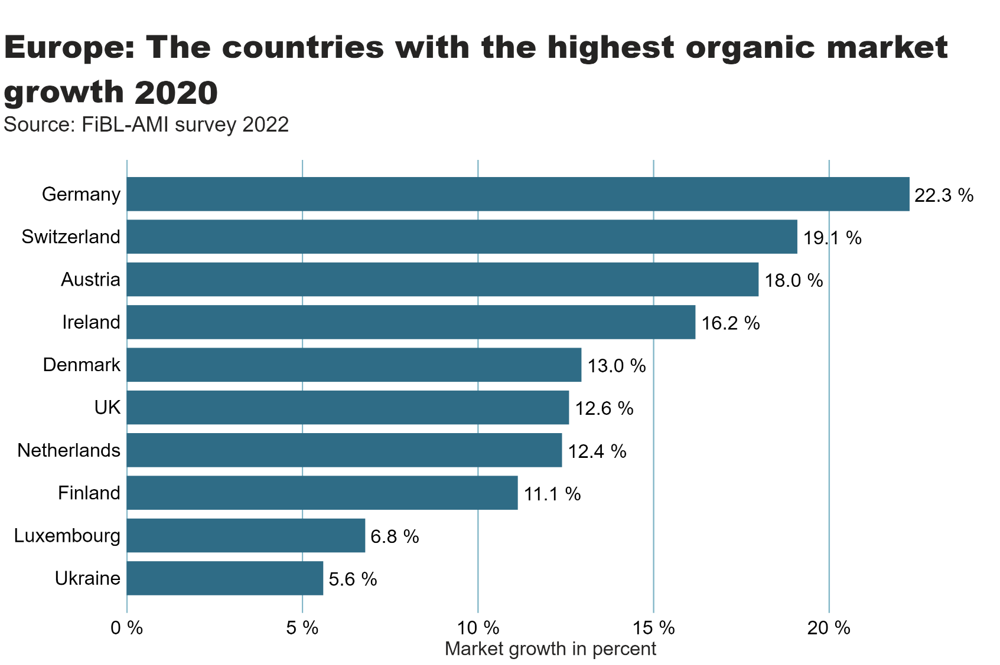 Europe: The countries with the highest organic market
growth 2020
Source: FiBL-AMI survey 2022
Germany 22.3 %
Switzerland 19.1 %
Austria 18.0 %
Ireland 16.2 %
Denmark 13.0 %
UK 12.6 %
Netherlands 12.4 %
Finland 11.1 %
Luxembourg 6.8 %
Ukraine 5.6 %
0 % 5 % 10 % 15 % 20 %
Market growth in percent